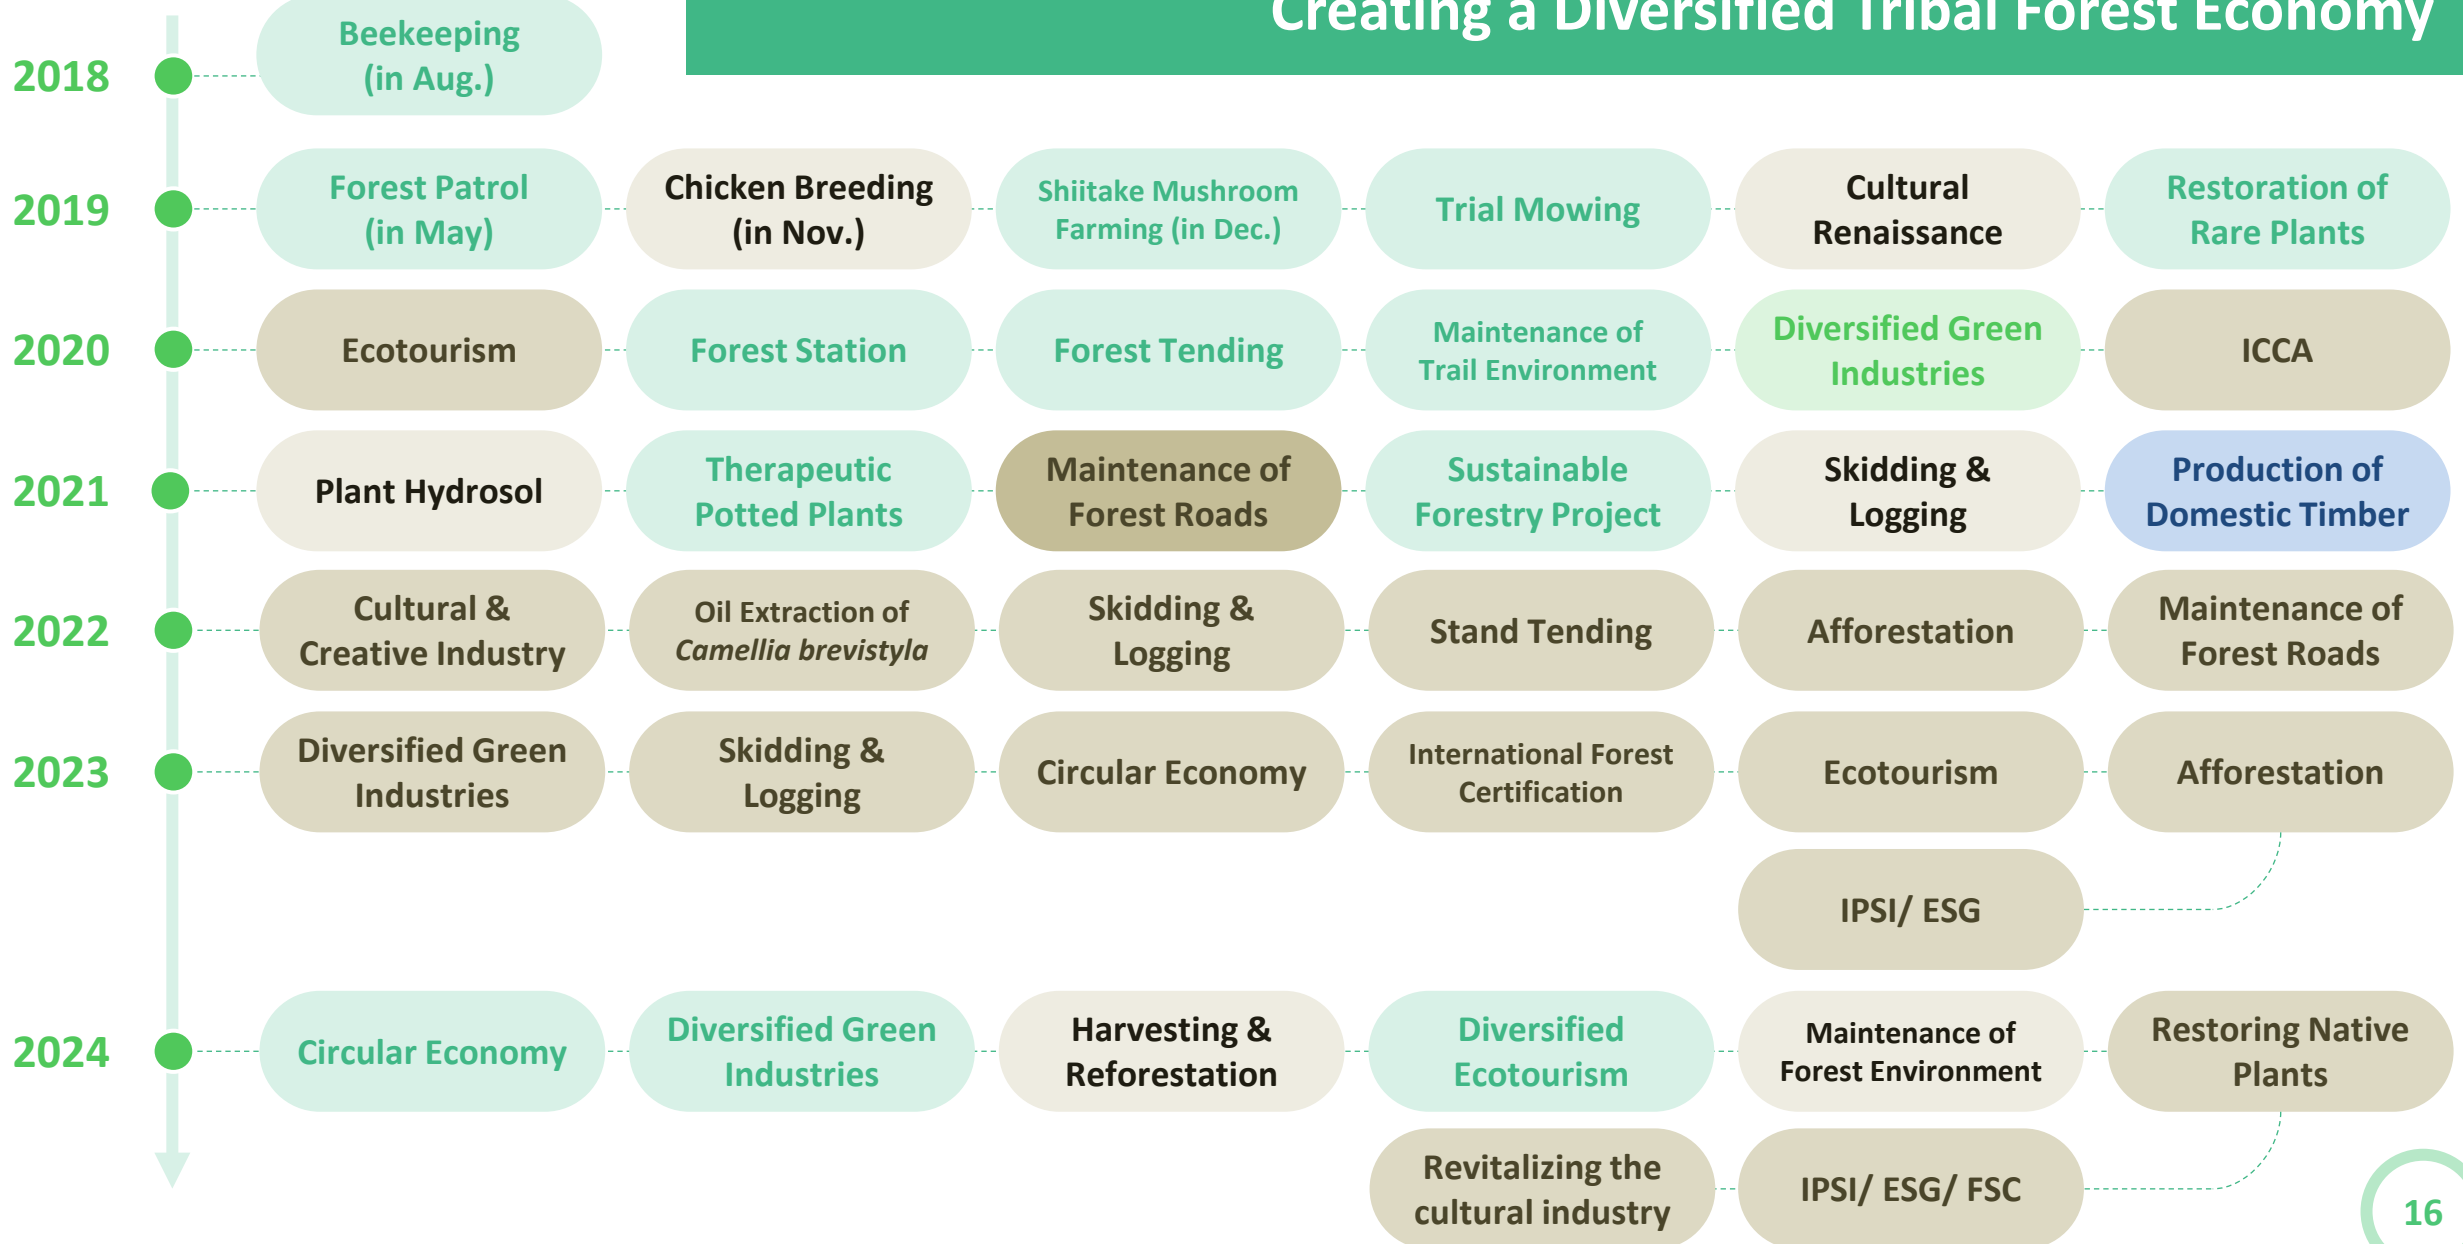 Creating a Diversified Tribal Forest Economy
2018
Beekeeping
(in Aug.)
2019
Forest Patrol
(in May)
Chicken Breeding
(in Nov.)
Shiitake Mushroom
Farming (in Dec.)
Trial Mowing
Cultural
Renaissance
Restoration of
Rare Plants
2020
Ecotourism
Forest Station
Forest Tending
Maintenance of
Trail Environment
Diversified Green
Industries
ICCA
2021
Plant Hydrosol
Therapeutic
Potted Plants
Maintenance of
Forest Roads
Sustainable
Forestry Project
Skidding &
Logging
Production of
Domestic Timber
2022
Cultural &
Creative Industry
Oil Extraction of
Camellia brevistyla
Skidding &
Logging
Stand Tending
Afforestation
Maintenance of
Forest Roads
2023
Diversified Green
Industries
Skidding &
Logging
Circular Economy
International Forest
Certification
Ecotourism
Afforestation
IPSI/ ESG
2024
Circular Economy
Diversified Green
Industries
Harvesting &
Reforestation
Diversified
Ecotourism
Maintenance of
Forest Environment
Restoring Native
Plants
Revitalizing the
cultural industry
IPSI/ ESG/ FSC
16